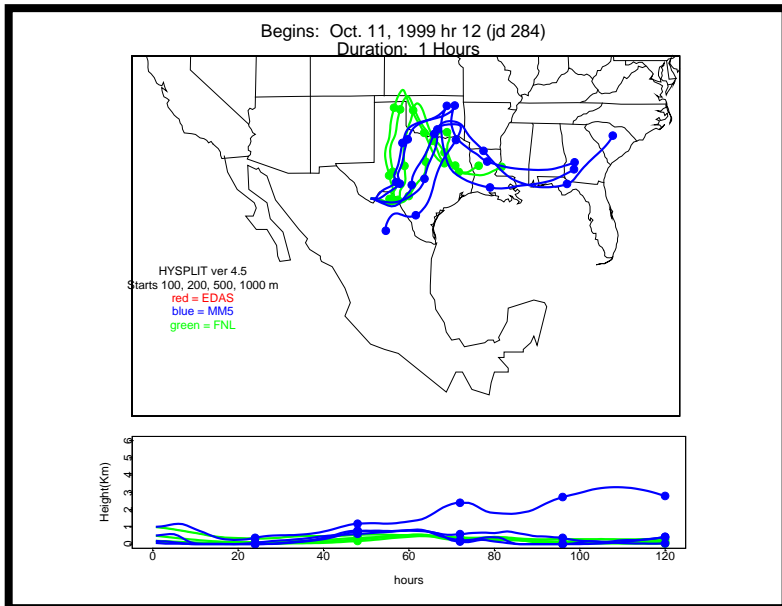 Begins:  Oct. 11, 1999 hr 12 (jd 284)
Duration:  1 Hours
HYSPLIT ver 4.5
Starts 100, 200, 500, 1000 m
red = EDAS
blue = MM5
green = FNL
Height(Km)
6
5
4
3
2
1
0
0 20 40 60 80 100 120
hours